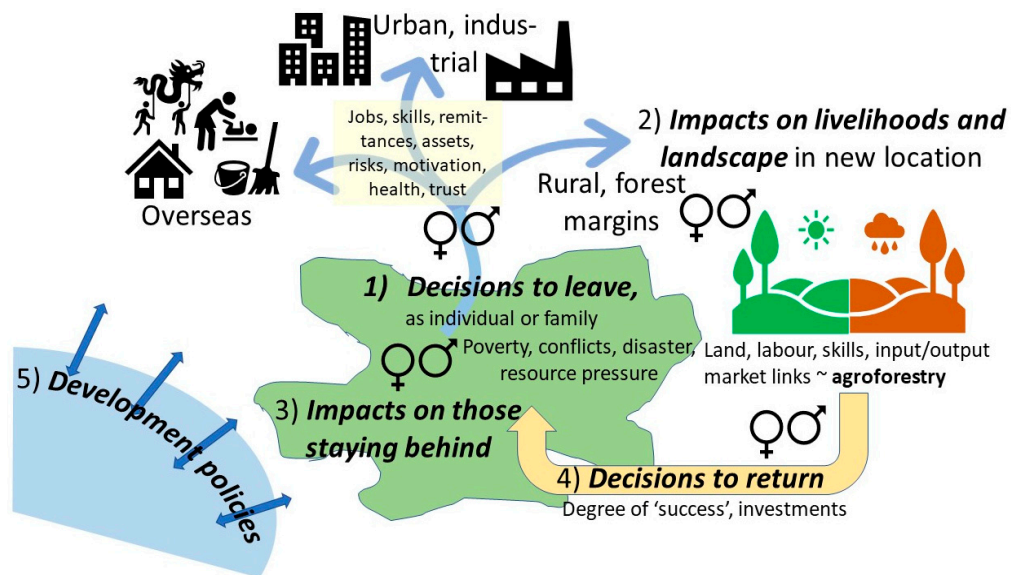 Urban, indus-
trial
Jobs, skills, remit-
tances, assets,
risks, motivation,
health, trust
Overseas
2) Impacts on livelihoods and
landscape in new location
Rural, forest
margins
1) Decisions to leave,
as individual or family
Poverty, conflicts, disaster,
resource pressure
Land, labour, skills, input/output
market links ~ agroforestry
3) Impacts on those
staying behind
4) Decisions to return
Degree of ‘success’, investments
5) Development policies